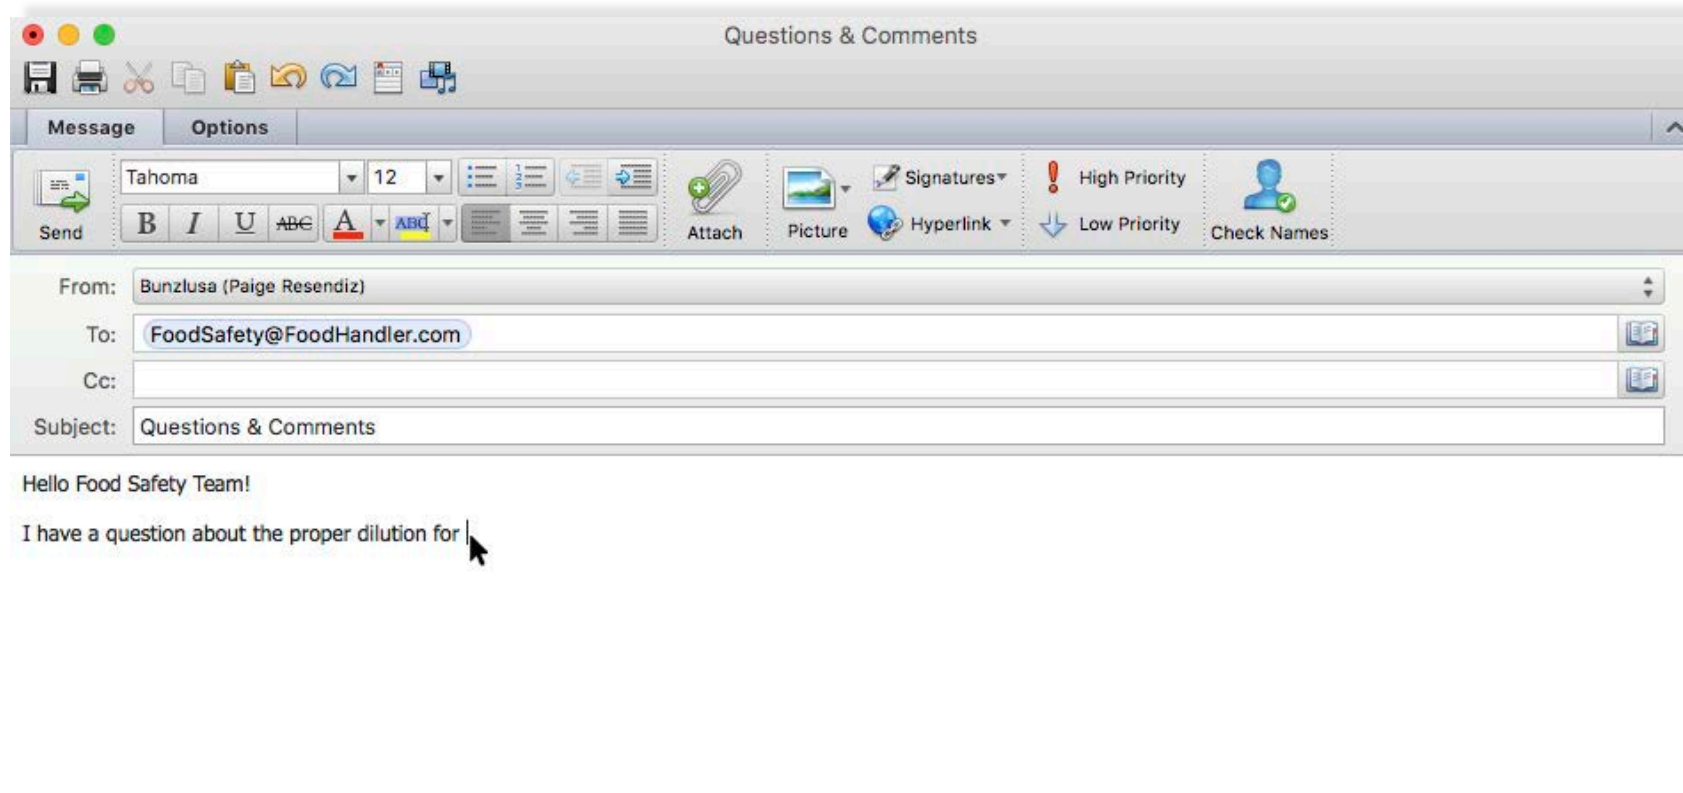 Questions & Comments
Message Options
Tahoma 12 Signatures High Priority
B I U ABC A ABC Hyperlink Low Priority
Send Attach Picture Check Names
From: Bunzlusa (Paige Resendiz)
To: FoodSafety@FoodHandler.com
Cc:
Subject: Questions & Comments
Hello Food Safety Team!
I have a question about the proper dilution for